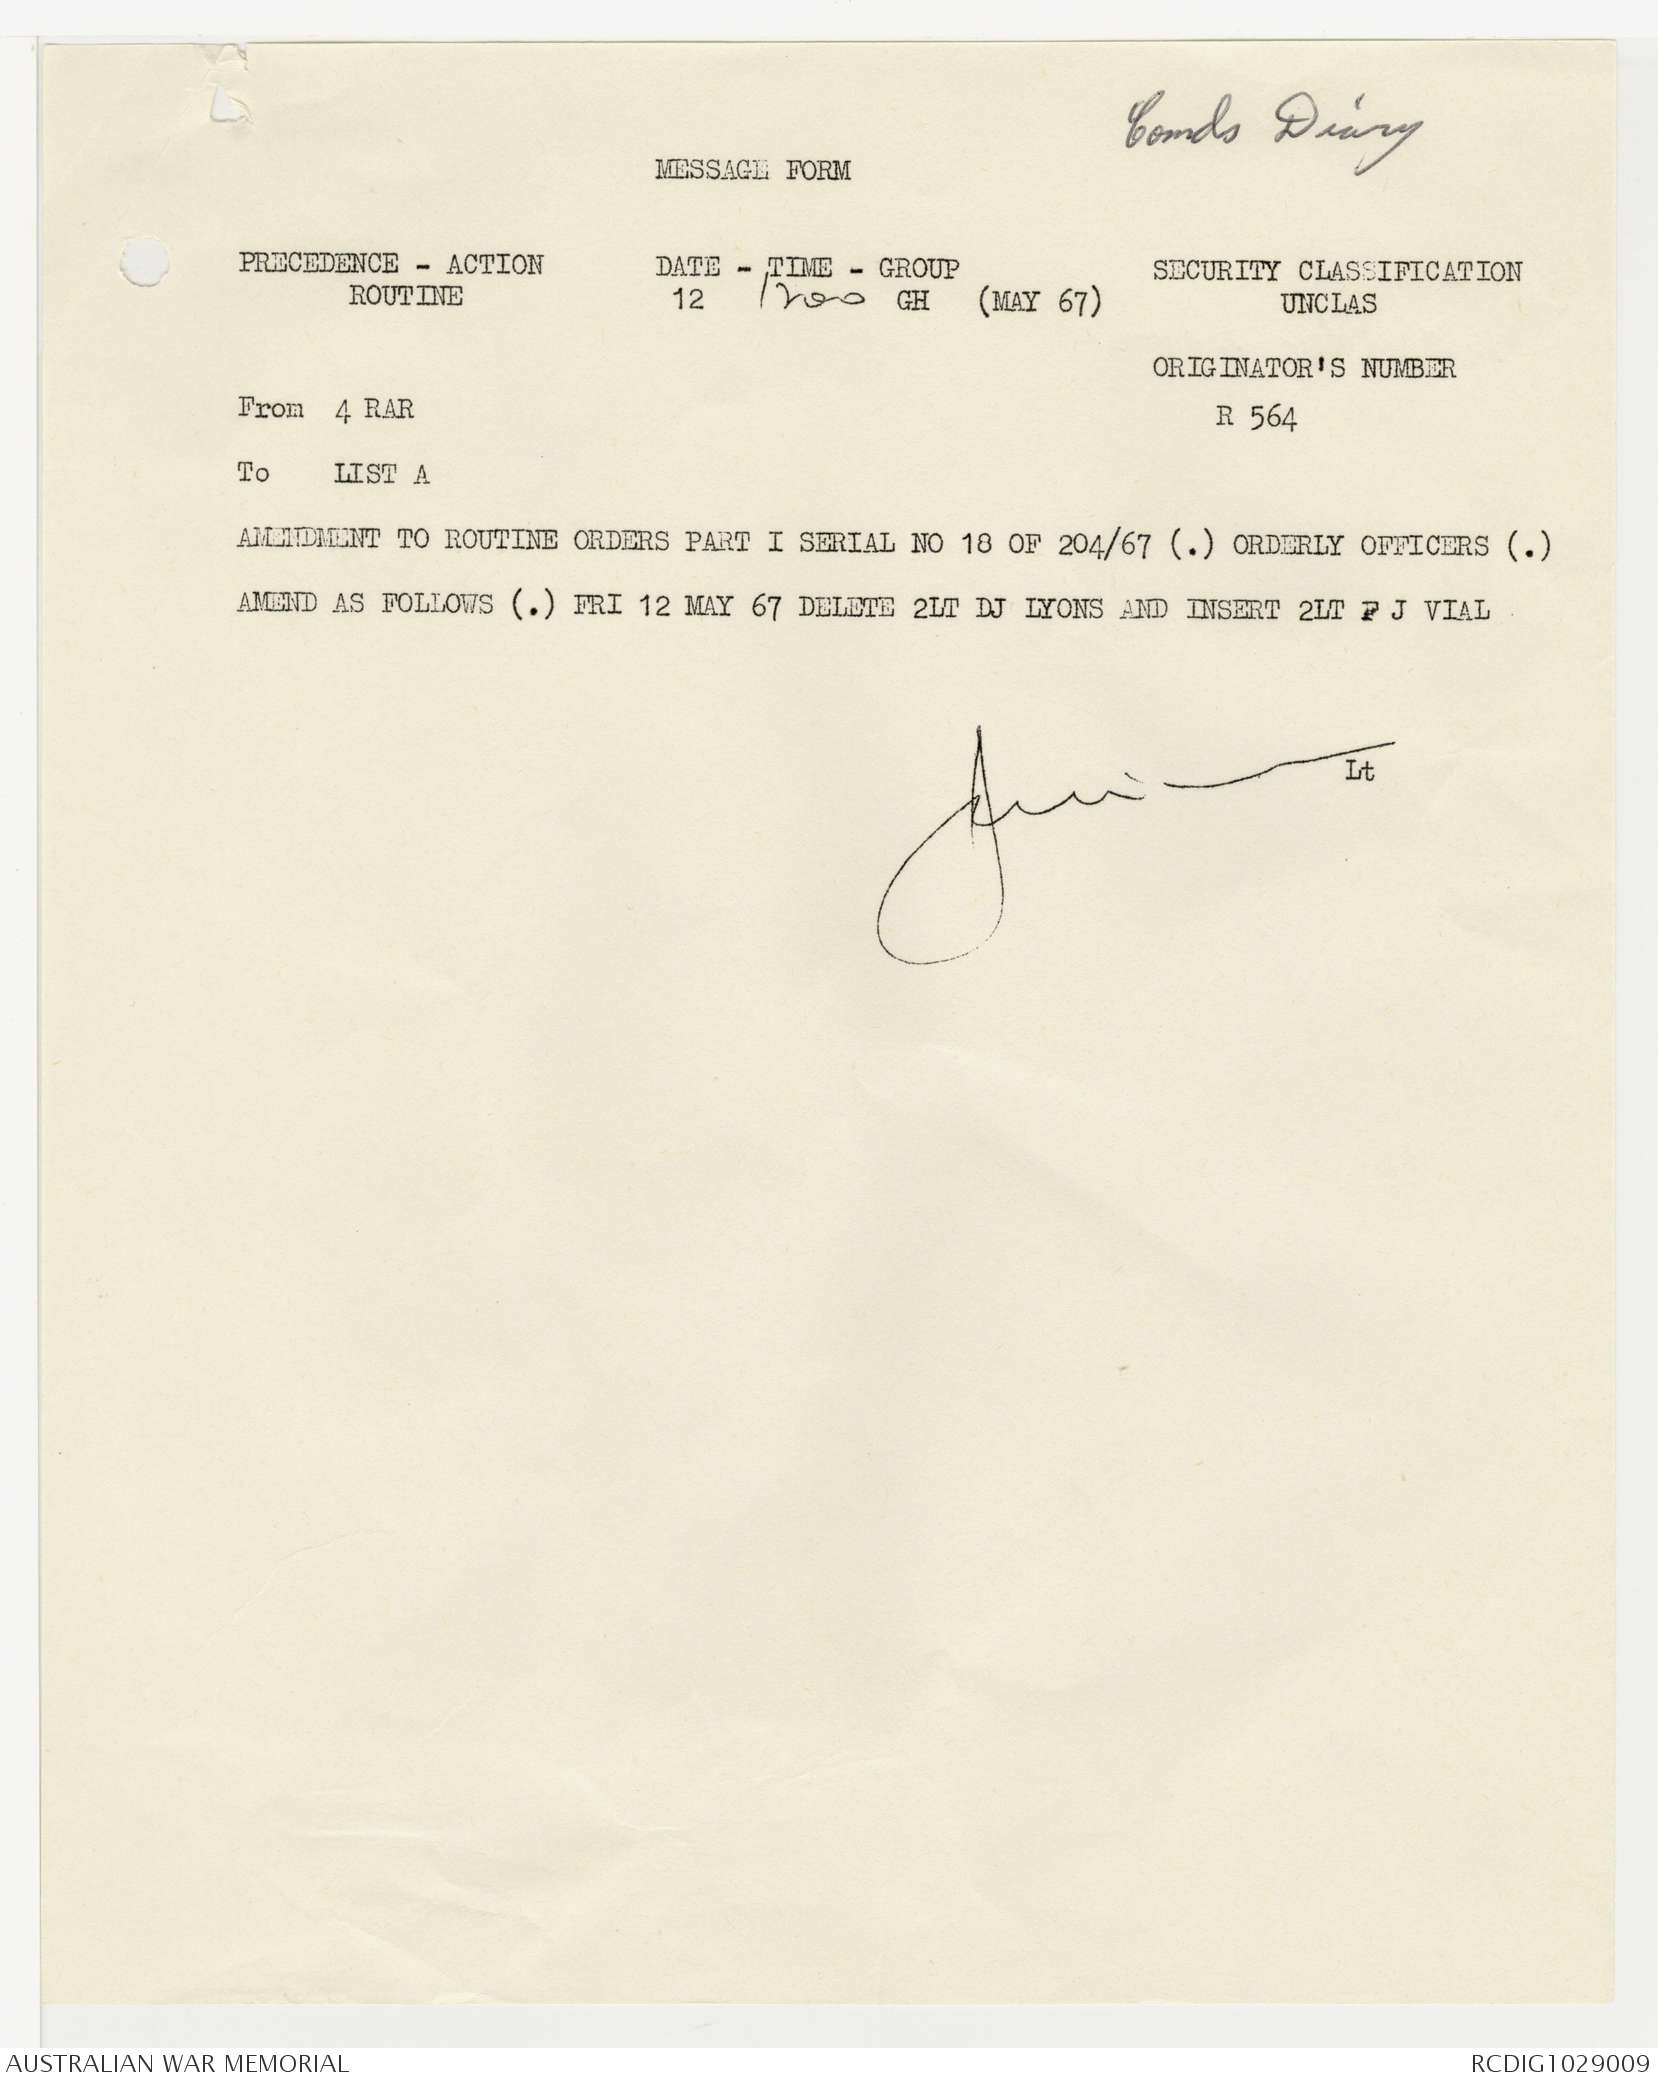 Comds Diary
MESSAGE FORM
PRECEDENCE - ACTION
ROUTINE
DATE - TIME - GROUP
12 1200 GH (MAY 67)
SECURITY CLASSIFICATION
UNCLAS
ORIGINATOR'S NUMBER
R 564
From 4 RAR
To LIST A
AMENDMENT TO ROUTINE ORDERS PART I SERIAL NO 18 OF 204/67 (.) ORDERLY OFFICERS (.)
AMEND AS FOLLOWS (.) FRI 12 MAY 67 DELETE 2LT DJ LYONS AND INSERT 2LT J VIAL
Lt
AUSTRALIAN WAR MEMORIAL
RCDIG1029009